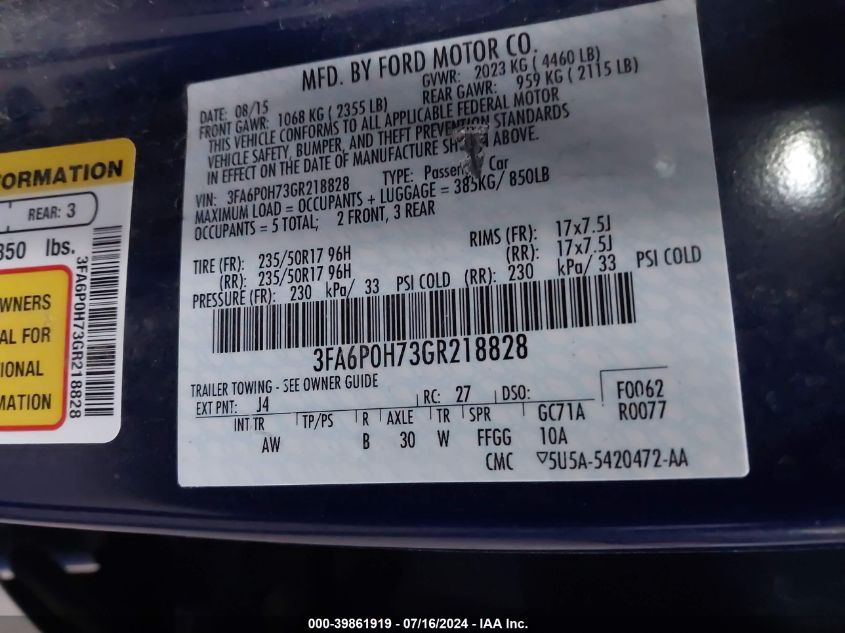 MFD. BY FORD MOTOR CO.
DATE: 08/15 GVWR: 2023 KG ( 4460 LB)
FRONT GAWR: 1068 KG ( 2355 LB) REAR GAWR: 959 KG ( 2115 LB)
THIS VEHICLE CONFORMS TO ALL APPLICABLE FEDERAL MOTOR
VEHICLE SAFETY, BUMPER, AND THEFT PREVENTION STANDARDS
IN EFFECT ON THE DATE OF MANUFACTURE ABOVE.
VIN: 3FA6P0H73GR218828 TYPE: Passenger Car
MAXIMUM LOAD = OCCUPANTS + LUGGAGE = 385KG/ 850LB
OCCUPANTS = 5 TOTAL; 2 FRONT, 3 REAR
TIRE (FR): 235/50R17 96H RIMS (FR): 17x7.5J
(RR): 235/50R17 96H (RR): 17x7.5J
PRESSURE (FR): 230 kPa/ 33 PSI COLD (RR): 230 kPa/ 33 PSI COLD
3FA6P0H73GR218828
TRAILER TOWING - SEE OWNER GUIDE
EXT PNT: J4 RC: 27 DSO: F0062
R0077
INT TR TP/PS R AXLE TR SPR GC71A
AW B 30 W FFGG 10A
CMC ▽5U5A-5420472-AA
FORMATION
REAR: 3
850 lbs.
OWNERS
AL FOR
IONAL
MATION
3FA6P0H73GR218828
000-39861919 - 07/16/2024 - IAA Inc.